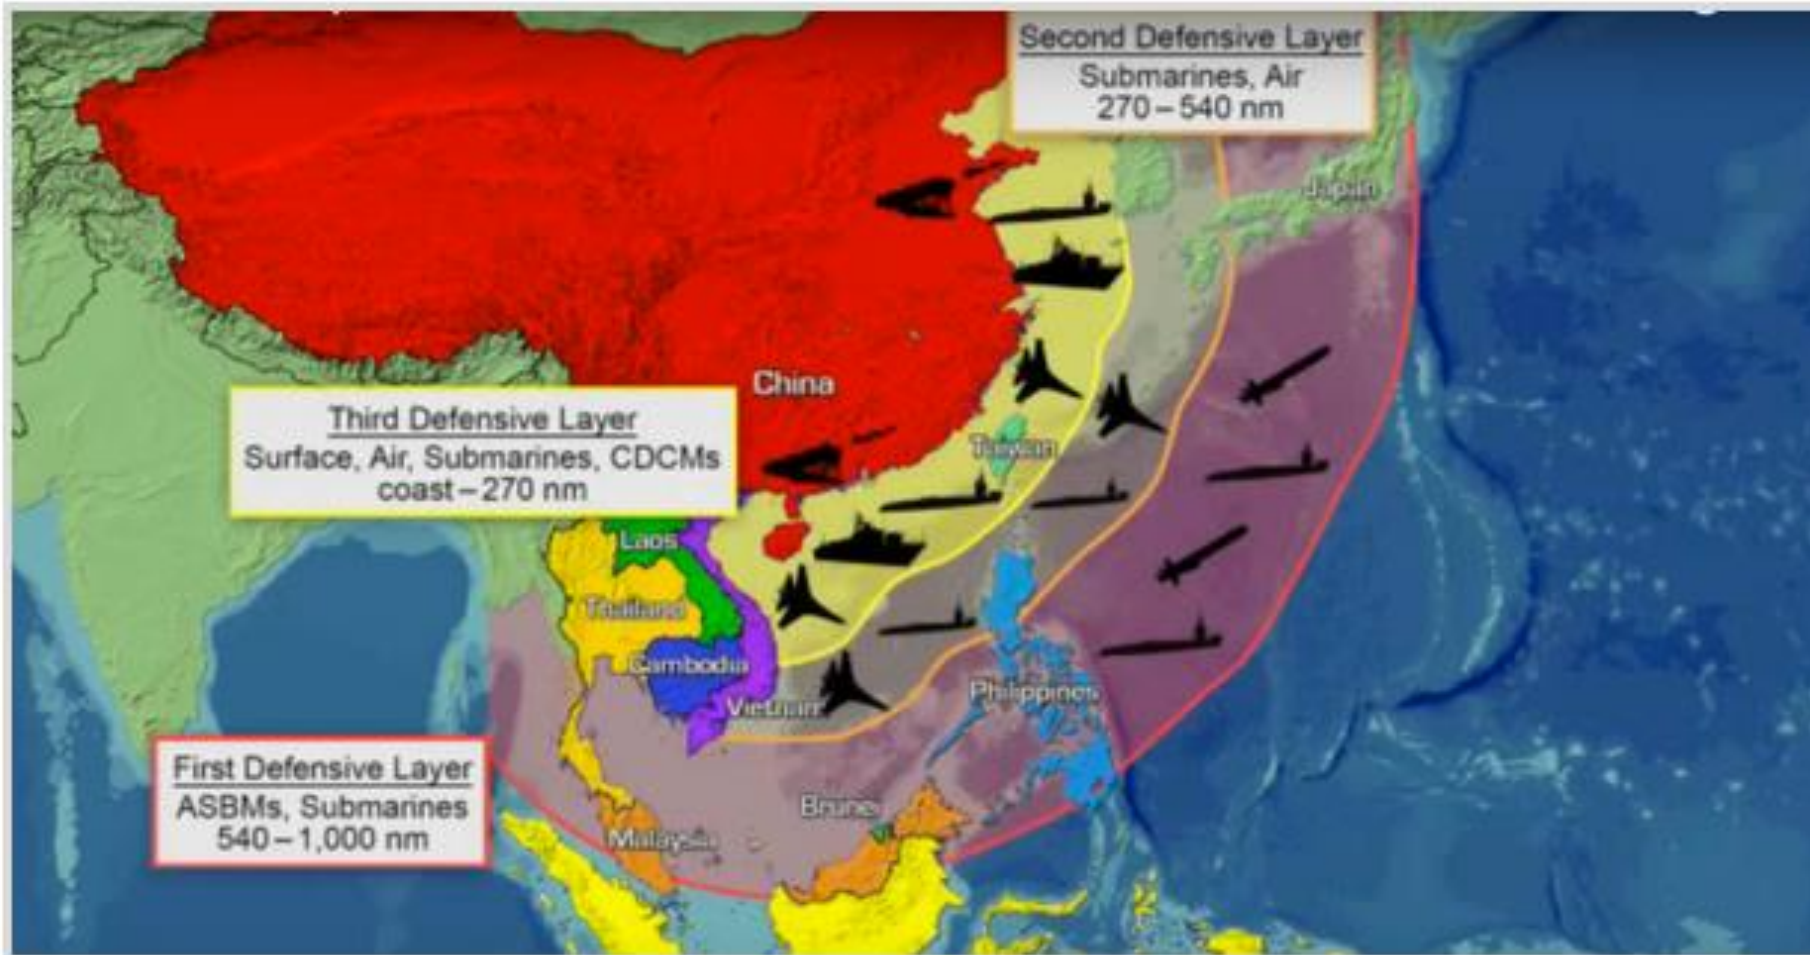 Second Defensive Layer
Submarines, Air
270 – 540 nm
Japan
China
Third Defensive Layer
Surface, Air, Submarines, CDCMs
coast – 270 nm
Taiwan
Laos
Thailand
Cambodia
Vietnam
Philippines
First Defensive Layer
ASBMs, Submarines
540 – 1,000 nm
Brune
Malaysia